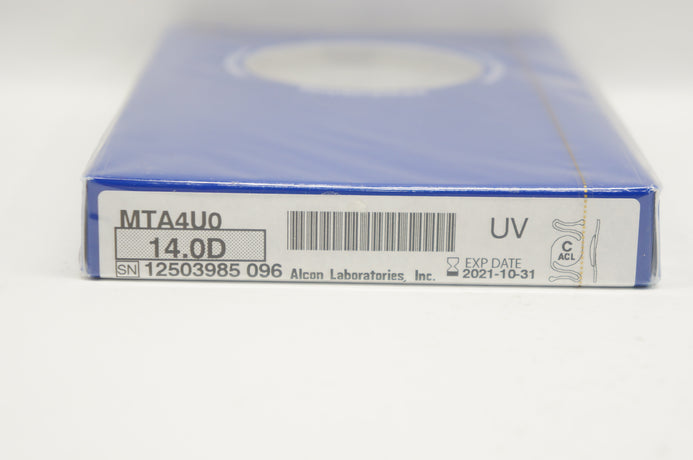 MTA4U0
14.0D
SN 12503985 096
Alcon Laboratories, Inc.
UV
EXP DATE
2021-10-31
C
ACL